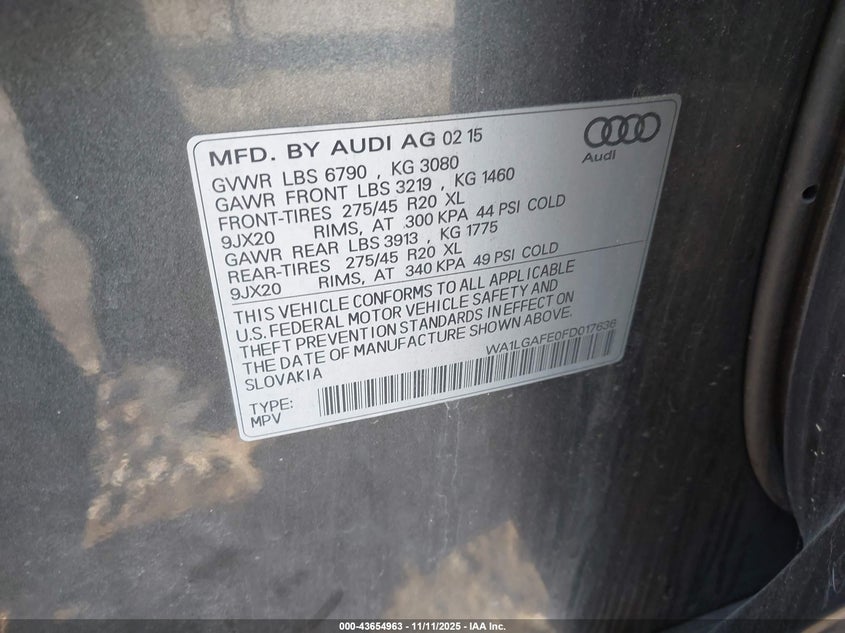 MFD. BY AUDI AG 02 15
Audi
GVWR LBS 6790 , KG 3080
GAWR FRONT LBS 3219 , KG 1460
FRONT-TIRES 275/45 R20 XL
9JX20 RIMS, AT 300 KPA 44 PSI COLD
GAWR REAR LBS 3913 , KG 1775
REAR-TIRES 275/45 R20 XL
9JX20 RIMS, AT 340 KPA 49 PSI COLD
THIS VEHICLE CONFORMS TO ALL APPLICABLE
U.S. FEDERAL MOTOR VEHICLE SAFETY AND
THEFT PREVENTION STANDARDS IN EFFECT ON
THE DATE OF MANUFACTURE SHOWN ABOVE.
SLOVAKIA
WA1LGAFE0FD017636
TYPE:
MPV
000-43654963 - 11/11/2025 - IAA Inc.